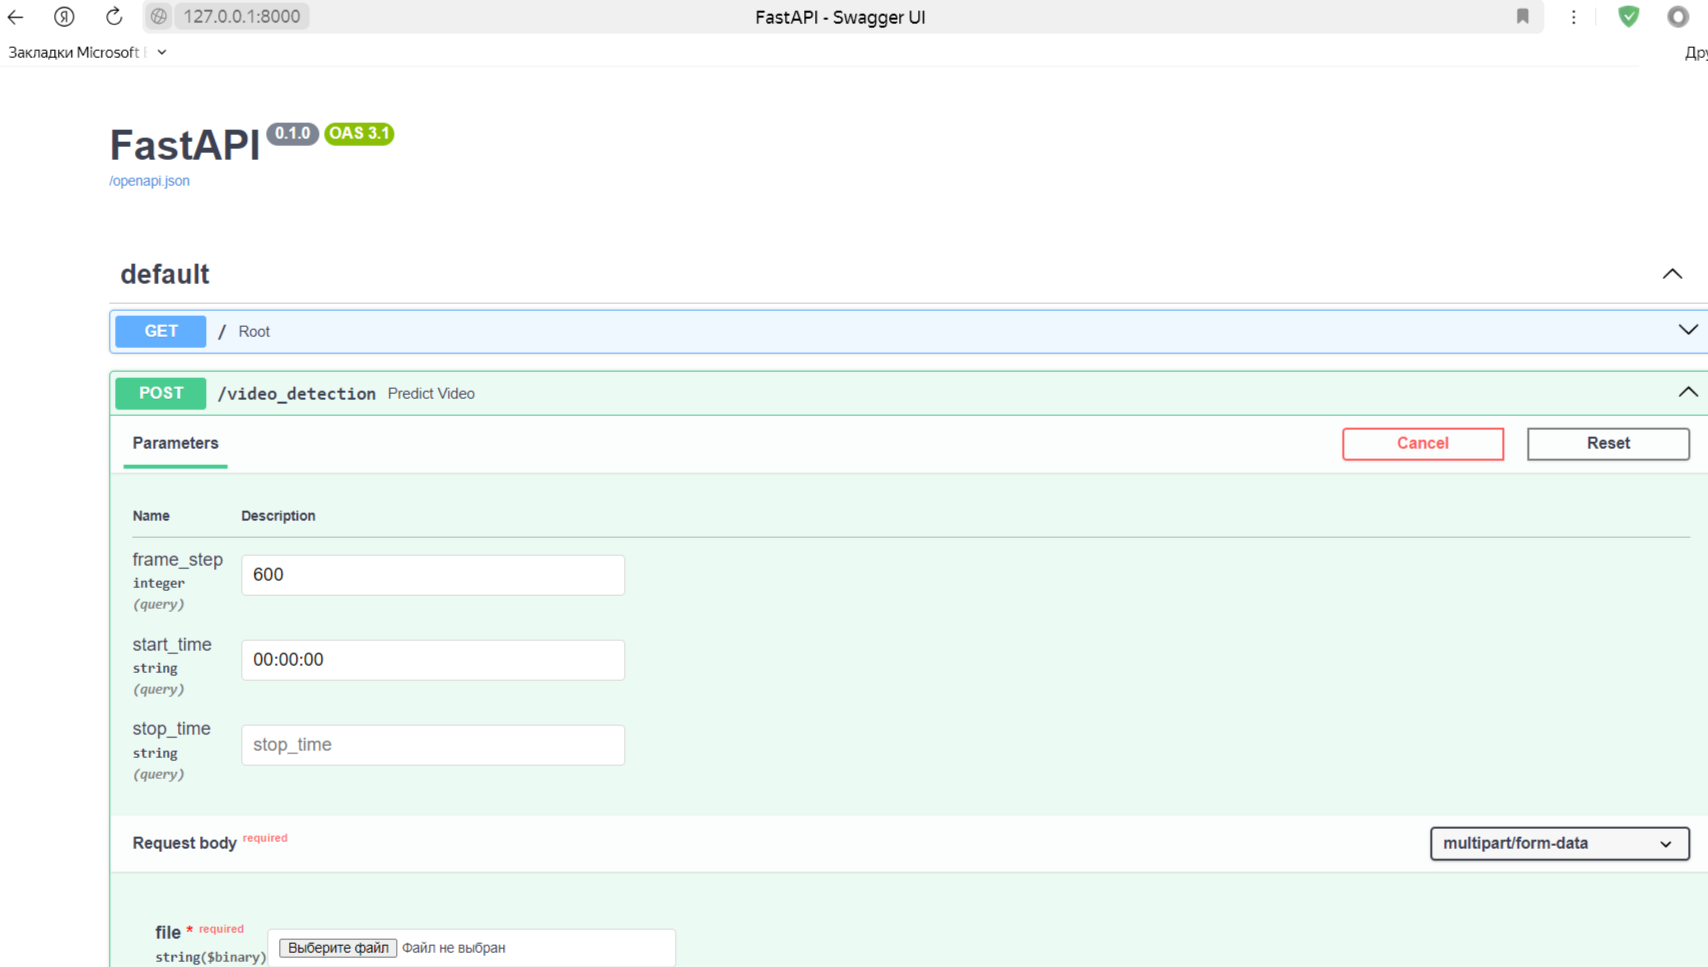 127.0.0.1:8000
FastAPI - Swagger UI
Закладки Microsoft
FastAPI 0.1.0 OAS 3.1
/openapi.json
default
GET / Root
POST /video_detection Predict Video
Parameters
Cancel
Reset
Name Description
frame_step
integer
(query)
600
start_time
string
(query)
00:00:00
stop_time
string
(query)
stop_time
Request body required
multipart/form-data
file * required
string($binary)
Выберите файл Файл не выбран